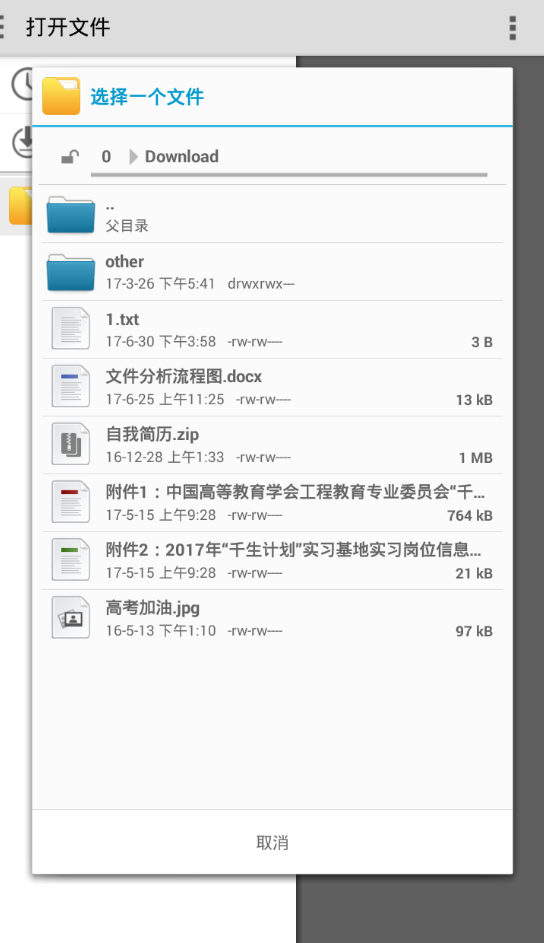 打开文件
选择一个文件
0 Download
..
父目录
other
17-3-26 下午5:41 drwxrwx---
1.txt
17-6-30 下午3:58 -rw-rw----
3 B
文件分析流程图.docx
17-6-25 上午11:25 -rw-rw----
13 kB
自我简历.zip
16-12-28 上午1:33 -rw-rw----
1 MB
附件1：中国高等教育学会工程教育专业委员会“千...
17-5-15 上午9:28 -rw-rw----
764 kB
附件2：2017年“千生计划”实习基地实习岗位信息...
17-5-15 上午9:28 -rw-rw----
21 kB
高考加油.jpg
16-5-13 下午1:10 -rw-rw----
97 kB
取消